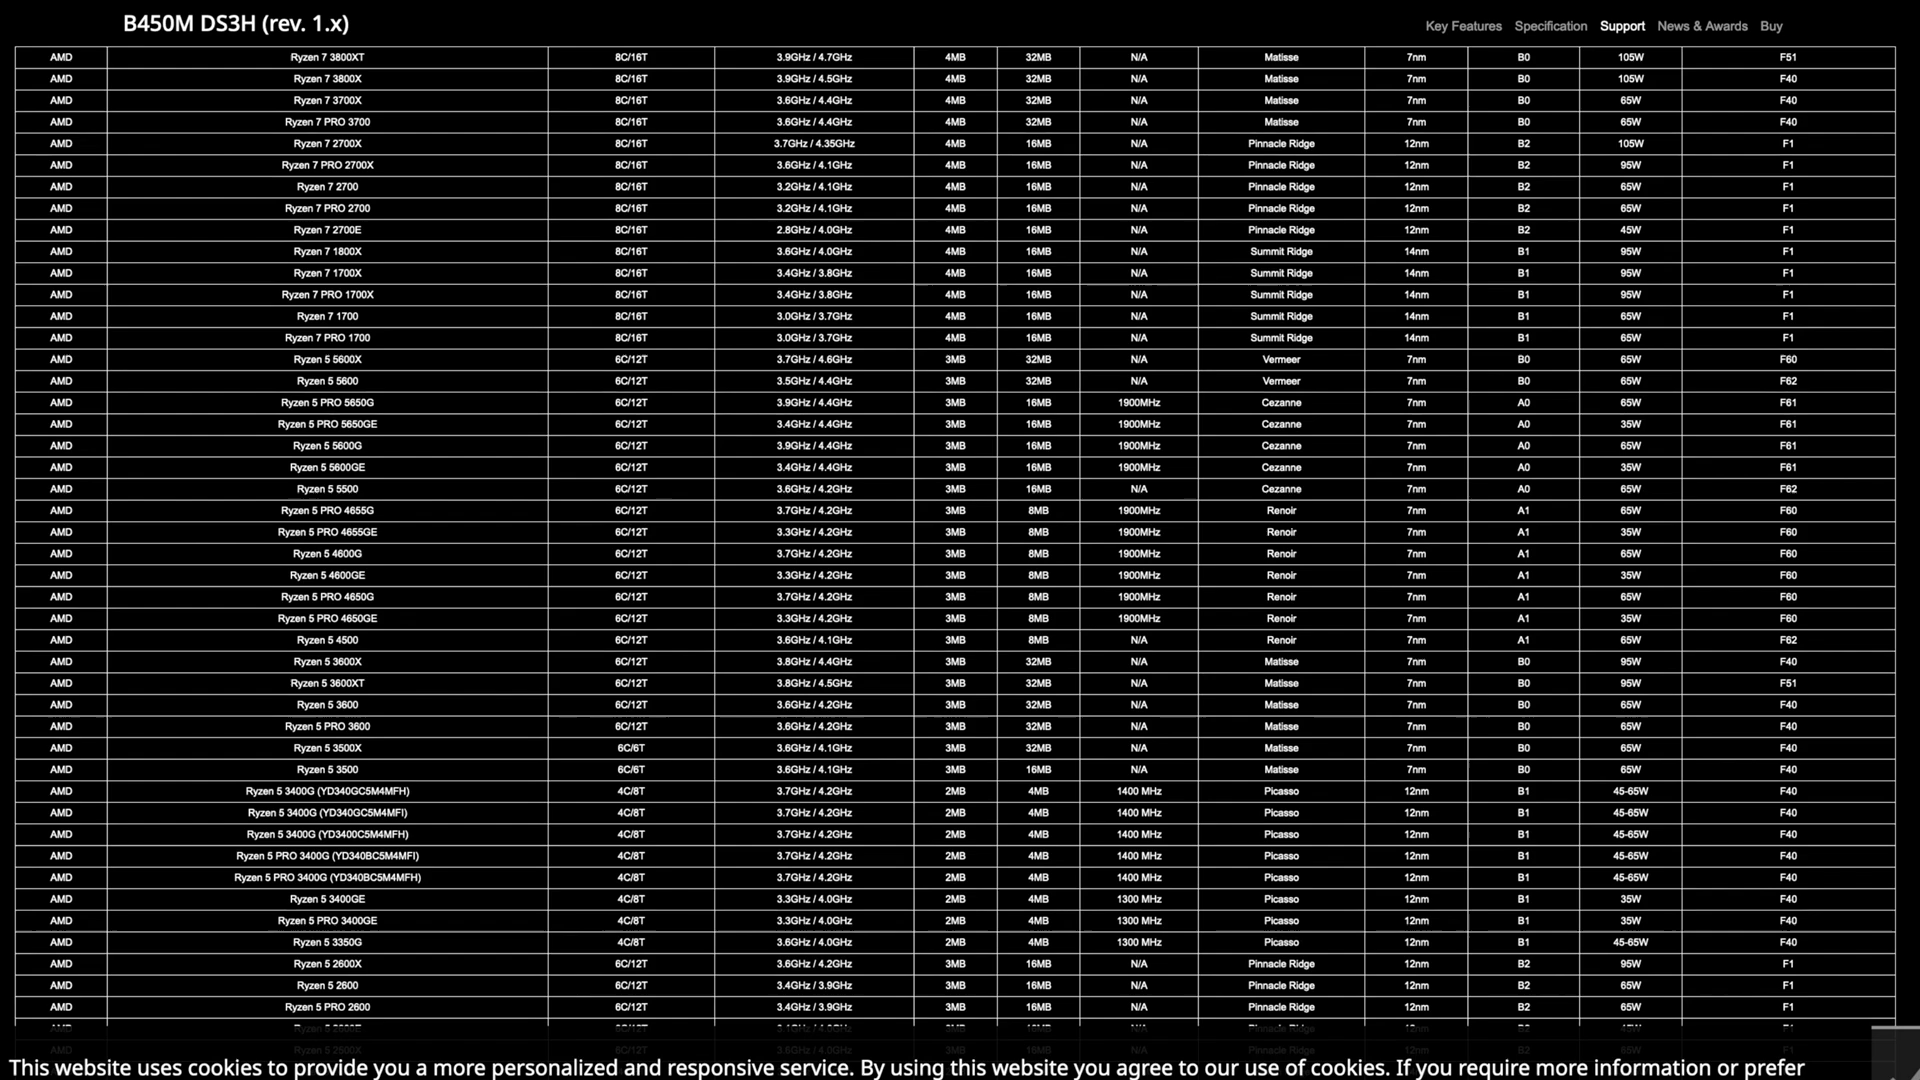 B450M DS3H (rev. 1.x)
Key Features Specification Support News & Awards Buy
AMD Ryzen 7 3800XT 8C/16T 3.9GHz / 4.7GHz 4MB 32MB N/A Matisse 7nm B0 105W F51
AMD Ryzen 7 3800X 8C/16T 3.9GHz / 4.5GHz 4MB 32MB N/A Matisse 7nm B0 105W F40
AMD Ryzen 7 3700X 8C/16T 3.6GHz / 4.4GHz 4MB 32MB N/A Matisse 7nm B0 65W F40
AMD Ryzen 7 PRO 3700 8C/16T 3.6GHz / 4.4GHz 4MB 32MB N/A Matisse 7nm B0 65W F40
AMD Ryzen 7 2700X 8C/16T 3.7GHz / 4.35GHz 4MB 16MB N/A Pinnacle Ridge 12nm B2 105W F1
AMD Ryzen 7 PRO 2700X 8C/16T 3.6GHz / 4.1GHz 4MB 16MB N/A Pinnacle Ridge 12nm B2 95W F1
AMD Ryzen 7 2700 8C/16T 3.2GHz / 4.1GHz 4MB 16MB N/A Pinnacle Ridge 12nm B2 65W F1
AMD Ryzen 7 PRO 2700 8C/16T 3.2GHz / 4.1GHz 4MB 16MB N/A Pinnacle Ridge 12nm B2 65W F1
AMD Ryzen 7 2700E 8C/16T 2.8GHz / 4.0GHz 4MB 16MB N/A Pinnacle Ridge 12nm B2 45W F1
AMD Ryzen 7 1800X 8C/16T 3.6GHz / 4.0GHz 4MB 16MB N/A Summit Ridge 14nm B1 95W F1
AMD Ryzen 7 1700X 8C/16T 3.4GHz / 3.8GHz 4MB 16MB N/A Summit Ridge 14nm B1 95W F1
AMD Ryzen 7 PRO 1700X 8C/16T 3.4GHz / 3.8GHz 4MB 16MB N/A Summit Ridge 14nm B1 95W F1
AMD Ryzen 7 1700 8C/16T 3.0GHz / 3.7GHz 4MB 16MB N/A Summit Ridge 14nm B1 65W F1
AMD Ryzen 7 PRO 1700 8C/16T 3.0GHz / 3.7GHz 4MB 16MB N/A Summit Ridge 14nm B1 65W F1
AMD Ryzen 5 5600X 6C/12T 3.7GHz / 4.6GHz 3MB 32MB N/A Vermeer 7nm B0 65W F60
AMD Ryzen 5 5600 6C/12T 3.5GHz / 4.4GHz 3MB 32MB N/A Vermeer 7nm B0 65W F62
AMD Ryzen 5 PRO 5650G 6C/12T 3.9GHz / 4.4GHz 3MB 16MB 1900MHz Cezanne 7nm A0 65W F61
AMD Ryzen 5 PRO 5650GE 6C/12T 3.4GHz / 4.4GHz 3MB 16MB 1900MHz Cezanne 7nm A0 35W F61
AMD Ryzen 5 5600G 6C/12T 3.9GHz / 4.4GHz 3MB 16MB 1900MHz Cezanne 7nm A0 65W F61
AMD Ryzen 5 5600GE 6C/12T 3.4GHz / 4.4GHz 3MB 16MB 1900MHz Cezanne 7nm A0 35W F61
AMD Ryzen 5 5500 6C/12T 3.6GHz / 4.2GHz 3MB 16MB N/A Cezanne 7nm A0 65W F62
AMD Ryzen 5 PRO 4655G 6C/12T 3.7GHz / 4.2GHz 3MB 8MB 1900MHz Renoir 7nm A1 65W F60
AMD Ryzen 5 PRO 4655GE 6C/12T 3.3GHz / 4.2GHz 3MB 8MB 1900MHz Renoir 7nm A1 35W F60
AMD Ryzen 5 4600G 6C/12T 3.7GHz / 4.2GHz 3MB 8MB 1900MHz Renoir 7nm A1 65W F60
AMD Ryzen 5 4600GE 6C/12T 3.3GHz / 4.2GHz 3MB 8MB 1900MHz Renoir 7nm A1 35W F60
AMD Ryzen 5 PRO 4650G 6C/12T 3.7GHz / 4.2GHz 3MB 8MB 1900MHz Renoir 7nm A1 65W F60
AMD Ryzen 5 PRO 4650GE 6C/12T 3.3GHz / 4.2GHz 3MB 8MB 1900MHz Renoir 7nm A1 35W F60
AMD Ryzen 5 4500 6C/12T 3.6GHz / 4.1GHz 3MB 8MB N/A Renoir 7nm A1 65W F62
AMD Ryzen 5 3600X 6C/12T 3.8GHz / 4.4GHz 3MB 32MB N/A Matisse 7nm B0 95W F40
AMD Ryzen 5 3600XT 6C/12T 3.8GHz / 4.5GHz 3MB 32MB N/A Matisse 7nm B0 95W F51
AMD Ryzen 5 3600 6C/12T 3.6GHz / 4.2GHz 3MB 32MB N/A Matisse 7nm B0 65W F40
AMD Ryzen 5 PRO 3600 6C/12T 3.6GHz / 4.2GHz 3MB 32MB N/A Matisse 7nm B0 65W F40
AMD Ryzen 5 3500X 6C/6T 3.6GHz / 4.1GHz 3MB 32MB N/A Matisse 7nm B0 65W F40
AMD Ryzen 5 3500 6C/6T 3.6GHz / 4.1GHz 3MB 16MB N/A Matisse 7nm B0 65W F40
AMD Ryzen 5 3400G (YD340GC5M4MFH) 4C/8T 3.7GHz / 4.2GHz 2MB 4MB 1400 MHz Picasso 12nm B1 45-65W F40
AMD Ryzen 5 3400G (YD340GC5M4MFI) 4C/8T 3.7GHz / 4.2GHz 2MB 4MB 1400 MHz Picasso 12nm B1 45-65W F40
AMD Ryzen 5 3400G (YD3400C5M4MFH) 4C/8T 3.7GHz / 4.2GHz 2MB 4MB 1400 MHz Picasso 12nm B1 45-65W F40
AMD Ryzen 5 PRO 3400G (YD340BC5M4MFI) 4C/8T 3.7GHz / 4.2GHz 2MB 4MB 1400 MHz Picasso 12nm B1 45-65W F40
AMD Ryzen 5 PRO 3400G (YD340BC5M4MFH) 4C/8T 3.7GHz / 4.2GHz 2MB 4MB 1400 MHz Picasso 12nm B1 45-65W F40
AMD Ryzen 5 3400GE 4C/8T 3.3GHz / 4.0GHz 2MB 4MB 1300 MHz Picasso 12nm B1 35W F40
AMD Ryzen 5 PRO 3400GE 4C/8T 3.3GHz / 4.0GHz 2MB 4MB 1300 MHz Picasso 12nm B1 35W F40
AMD Ryzen 5 3350G 4C/8T 3.6GHz / 4.0GHz 2MB 4MB 1300 MHz Picasso 12nm B1 45-65W F40
AMD Ryzen 5 2600X 6C/12T 3.6GHz / 4.2GHz 3MB 16MB N/A Pinnacle Ridge 12nm B2 95W F1
AMD Ryzen 5 2600 6C/12T 3.4GHz / 3.9GHz 3MB 16MB N/A Pinnacle Ridge 12nm B2 65W F1
AMD Ryzen 5 PRO 2600 6C/12T 3.4GHz / 3.9GHz 3MB 16MB N/A Pinnacle Ridge 12nm B2 65W F1
AMD Ryzen 5 2500X 3.6GHz / 4.0GHz 3MB N/A Pinnacle Ridge 12nm B2 65W F1
This website uses cookies to provide you a more personalized and responsive service. By using this website you agree to our use of cookies. If you require more information or prefer